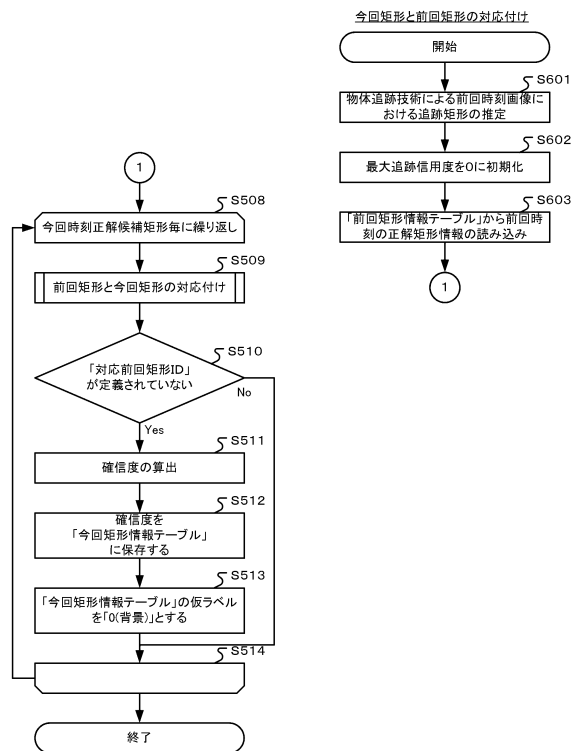 1
S508
今回時刻正解候補矩形毎に繰り返し
S509
前回矩形と今回矩形の対応付け
S510
「対応前回矩形ID」
が定義されていない
No
Yes
S511
確信度の算出
S512
確信度を
「今回矩形情報テーブル」
に保存する
S513
「今回矩形情報テーブル」の仮ラベル
を「0(背景)」とする
S514
終了
今回矩形と前回矩形の対応付け
開始
S601
物体追跡技術による前回時刻画像に
おける追跡矩形の推定
S602
最大追跡信用度を0に初期化
S603
「前回矩形情報テーブル」から前回時
刻の正解矩形情報の読み込み
1